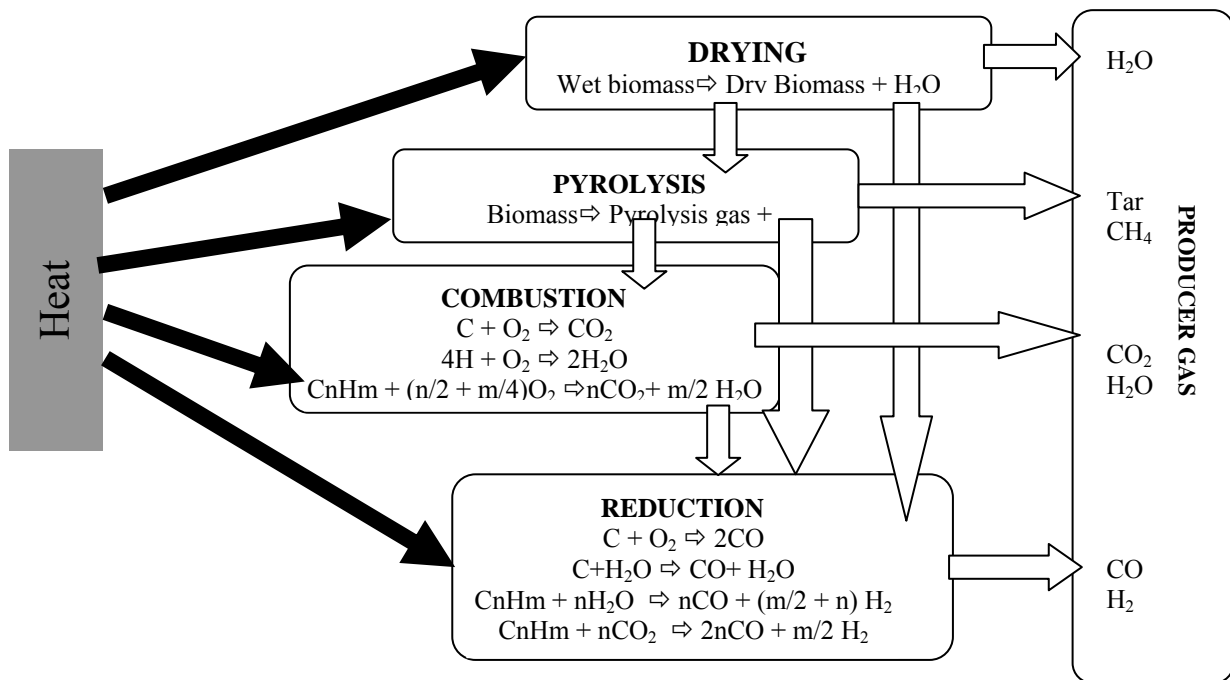 Heat
DRYING
Wet biomass⇨ Dry Biomass + H₂O
PYROLYSIS
Biomass⇨ Pyrolysis gas +
COMBUSTION
C + O₂ ⇨ CO₂
4H + O₂ ⇨ 2H₂O
CnHm + (n/2 + m/4)O₂ ⇨nCO₂+ m/2 H₂O
REDUCTION
C + O₂ ⇨ 2CO
C+H₂O ⇨ CO+ H₂O
CnHm + nH₂O ⇨ nCO + (m/2 + n) H₂
CnHm + nCO₂ ⇨ 2nCO + m/2 H₂
H₂O
Tar
CH₄
CO₂
H₂O
CO
H₂
PRODUCER GAS